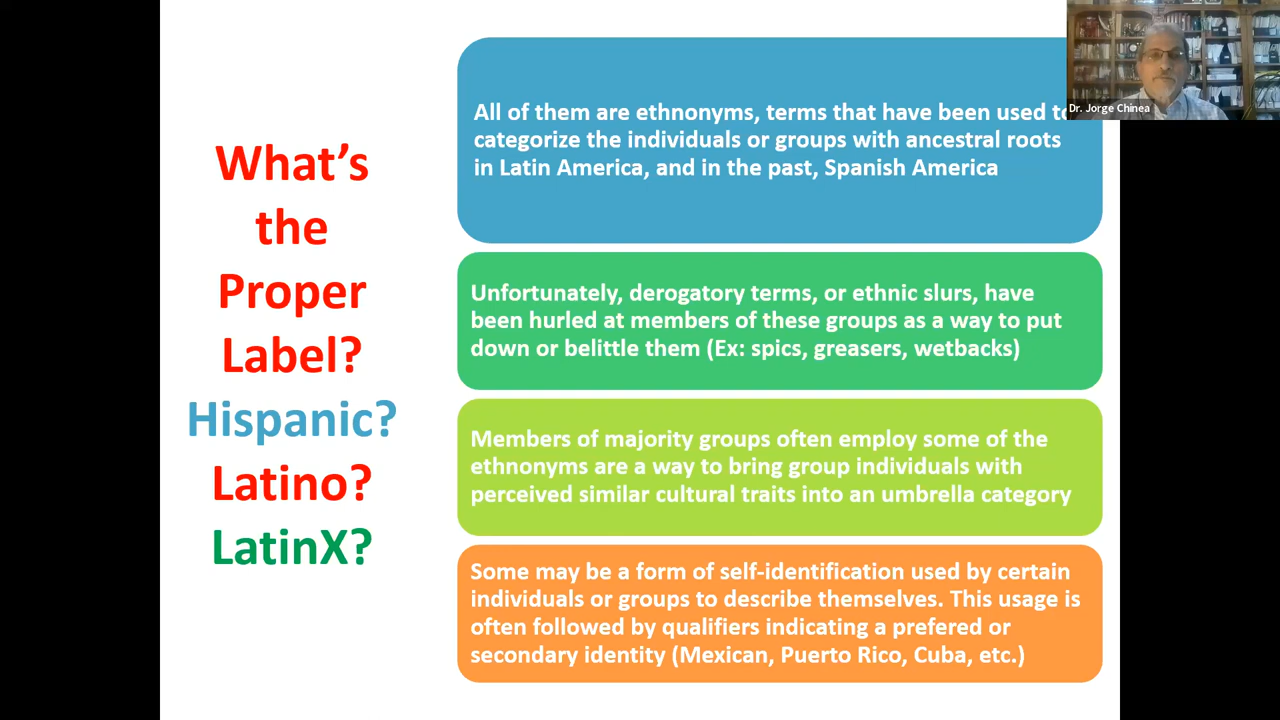 What's
the
Proper
Label?
Hispanic?
Latino?
LatinX?
All of them are ethnonyms, terms that have been used to
categorize the individuals or groups with ancestral roots
in Latin America, and in the past, Spanish America
Unfortunately, derogatory terms, or ethnic slurs, have
been hurled at members of these groups as a way to put
down or belittle them (Ex: spics, greasers, wetbacks)
Members of majority groups often employ some of the
ethnonyms are a way to bring group individuals with
perceived similar cultural traits into an umbrella category
Some may be a form of self-identification used by certain
individuals or groups to describe themselves. This usage is
often followed by qualifiers indicating a prefered or
secondary identity (Mexican, Puerto Rico, Cuba, etc.)
Dr. Jorge Chinea